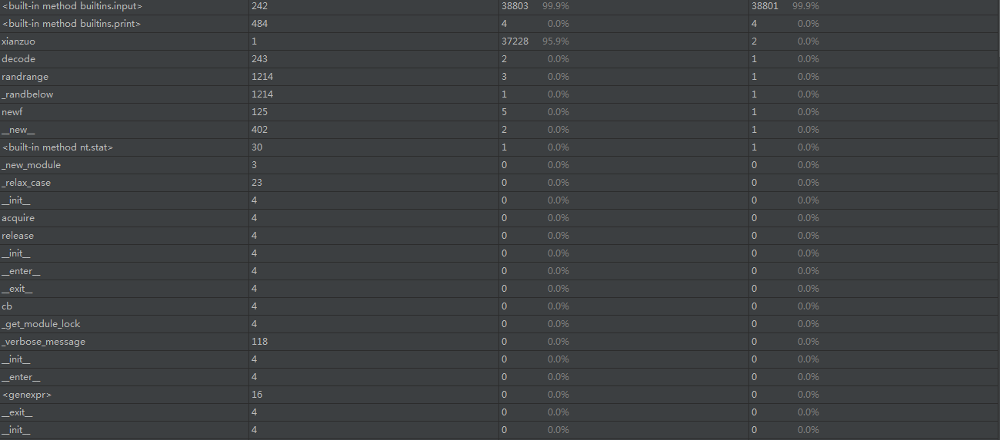 <built-in method builtins.input> 242 38803 99.9% 38801 99.9%
<built-in method builtins.print> 484 4 0.0% 4 0.0%
xianzuo 1 37228 95.9% 2 0.0%
decode 243 2 0.0% 1 0.0%
randrange 1214 3 0.0% 1 0.0%
_randbelow 1214 1 0.0% 1 0.0%
newf 125 5 0.0% 1 0.0%
__new__ 402 2 0.0% 1 0.0%
<built-in method nt.stat> 30 1 0.0% 1 0.0%
_new_module 3 0 0.0% 0 0.0%
_relax_case 23 0 0.0% 0 0.0%
__init__ 4 0 0.0% 0 0.0%
acquire 4 0 0.0% 0 0.0%
release 4 0 0.0% 0 0.0%
__init__ 4 0 0.0% 0 0.0%
__enter__ 4 0 0.0% 0 0.0%
__exit__ 4 0 0.0% 0 0.0%
cb 4 0 0.0% 0 0.0%
_get_module_lock 4 0 0.0% 0 0.0%
_verbose_message 118 0 0.0% 0 0.0%
__init__ 4 0 0.0% 0 0.0%
__enter__ 4 0 0.0% 0 0.0%
<genexpr> 16 0 0.0% 0 0.0%
__exit__ 4 0 0.0% 0 0.0%
__init__ 4 0 0.0% 0 0.0%